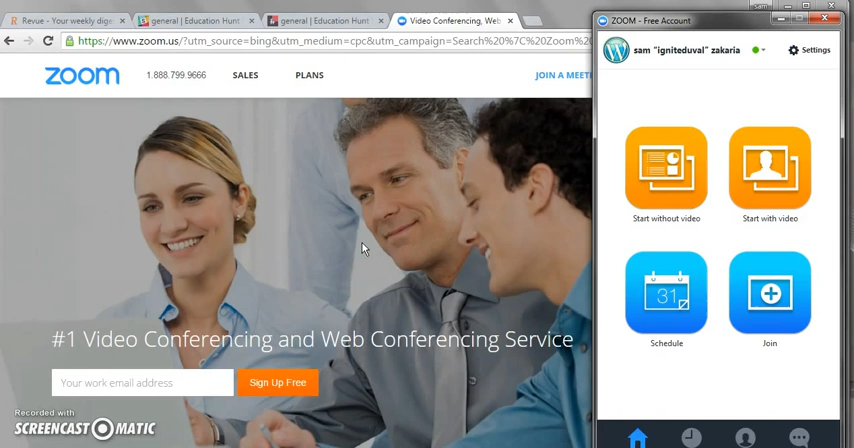 Sam
Revue - Your weekly diges
general | Education Hunt
general | Education Hunt
Video Conferencing, Web
https://www.zoom.us/?utm_source=bing&utm_medium=cpc&utm_campaign=Search%20%7C%20Zoom%20
zoom
1.888.799.9666
SALES
PLANS
JOIN A MEETI
#1 Video Conferencing and Web Conferencing Service
Your work email address
Sign Up Free
Recorded with
SCREENCAST MATIC
ZOOM - Free Account
sam "igniteduval" zakaria
Settings
Start without video
Start with video
31
Schedule
Join